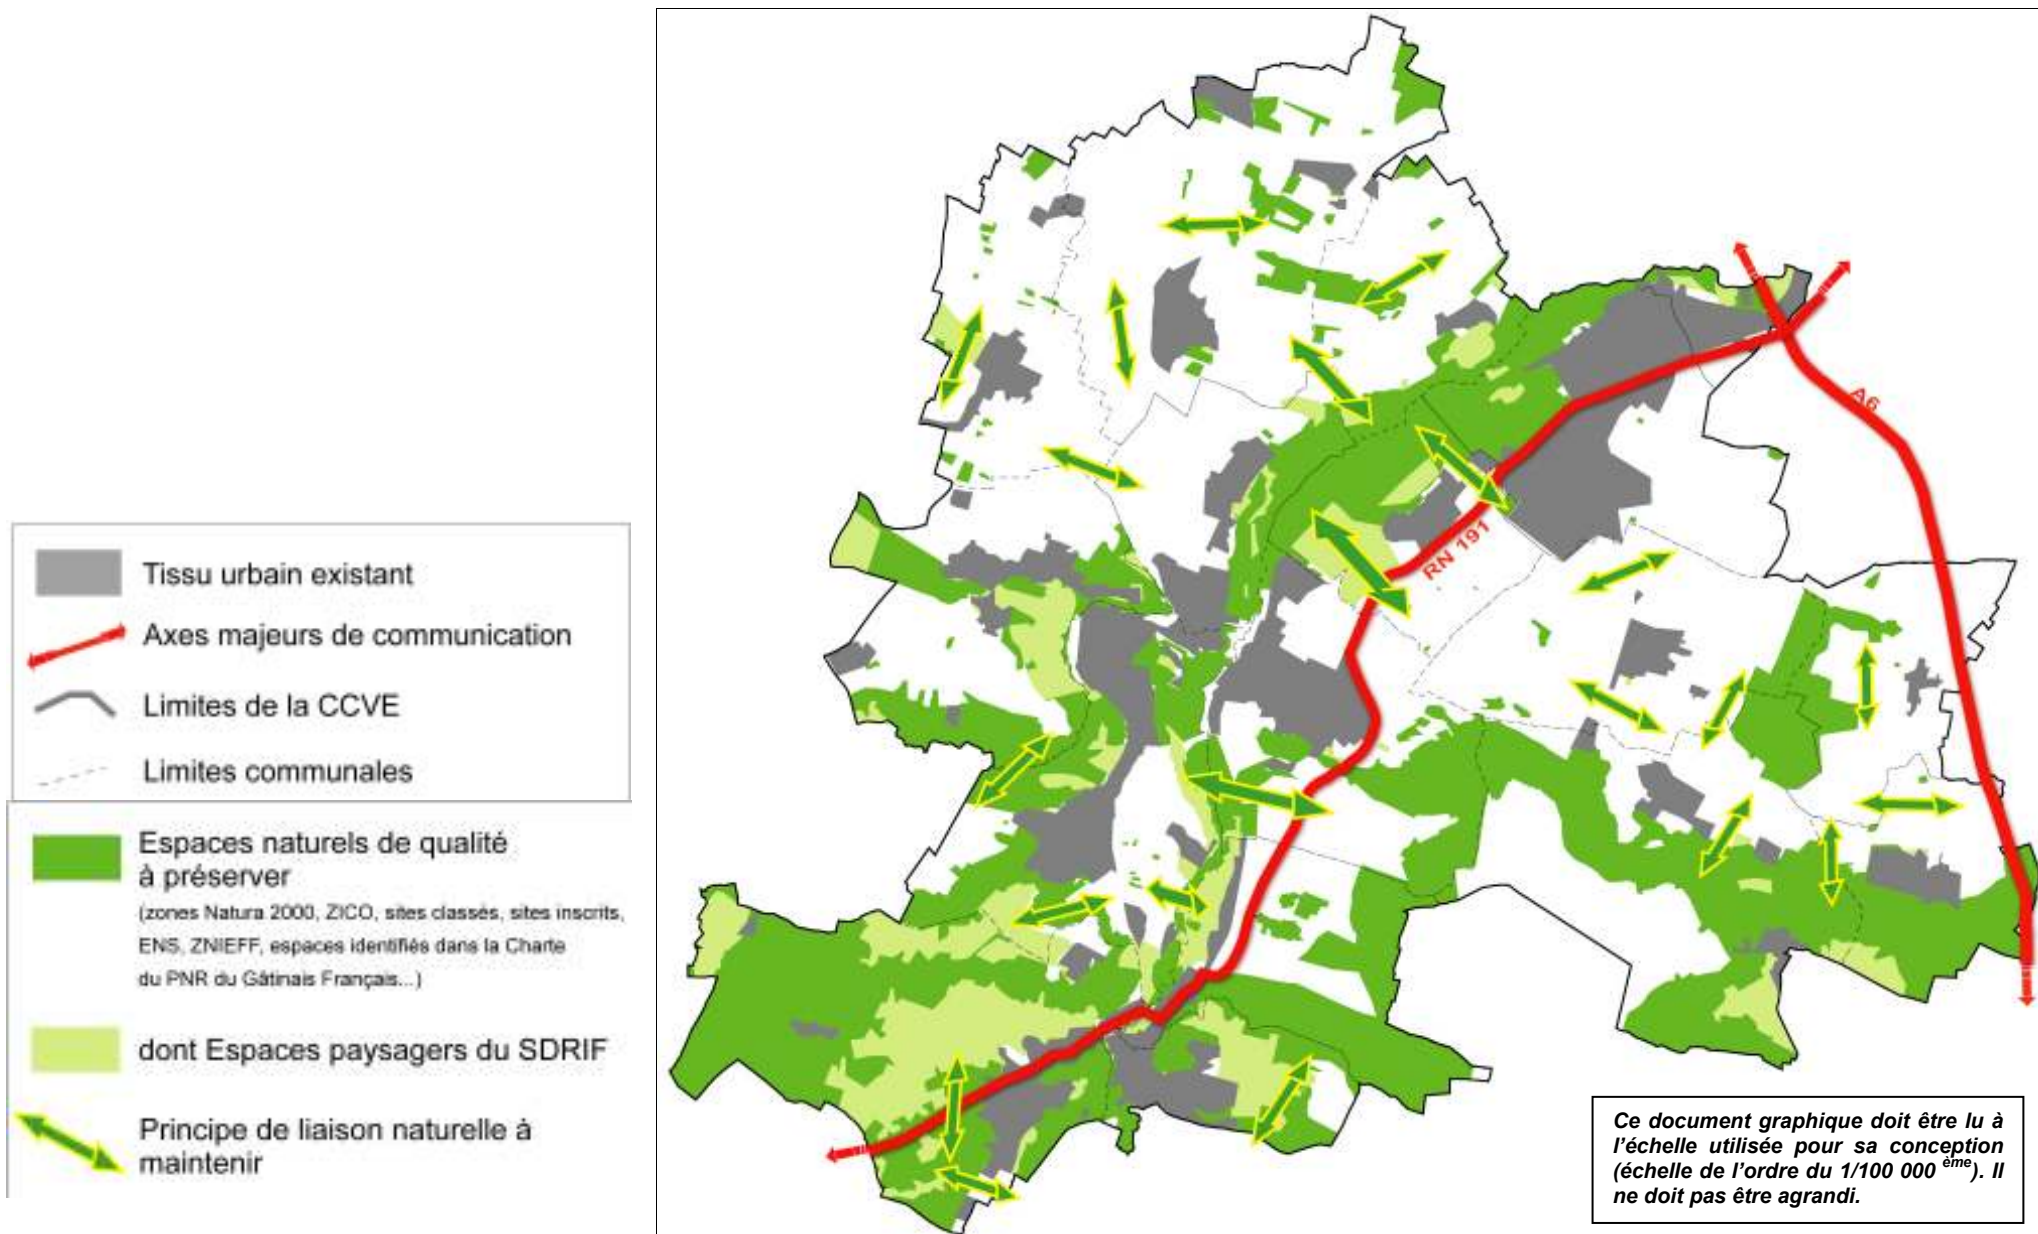 Tissu urbain existant
Axes majeurs de communication
Limites de la CCVE
Limites communales
Espaces naturels de qualité
à préserver
(zones Natura 2000, ZICO, sites classés, sites inscrits,
ENS, ZNIEFF, espaces identifiés dans la Charte
du PNR du Gâtinais Français...)
dont Espaces paysagers du SDRIF
Principe de liaison naturelle à
maintenir
A6
RN 191
Ce document graphique doit être lu à
l'échelle utilisée pour sa conception
(échelle de l'ordre du 1/100 000 ème). Il
ne doit pas être agrandi.